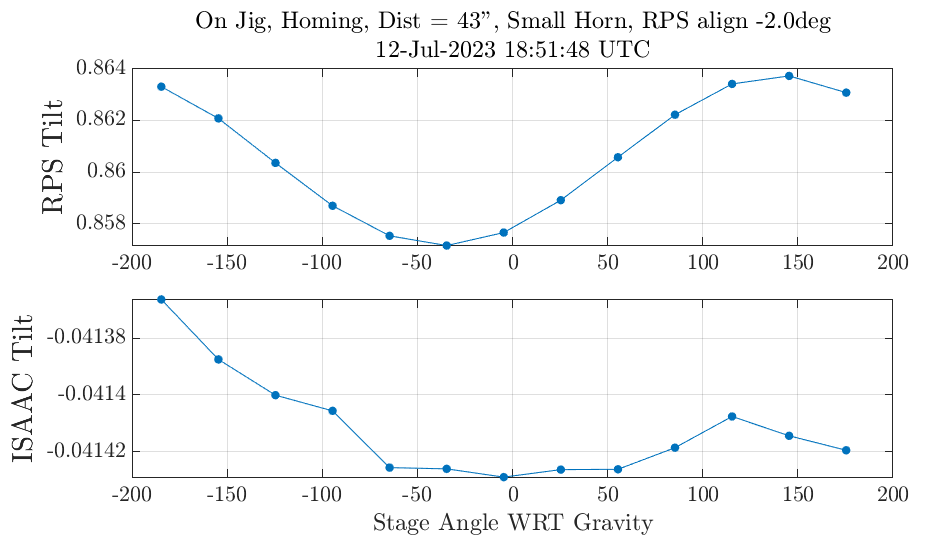 On Jig, Homing, Dist = 43”, Small Horn, RPS align -2.0deg
12-Jul-2023 18:51:48 UTC
RPS Tilt
0.864
0.862
0.86
0.858
-200 -150 -100 -50 0 50 100 150 200
ISAAC Tilt
-0.04138
-0.0414
-0.04142
-200 -150 -100 -50 0 50 100 150 200
Stage Angle WRT Gravity